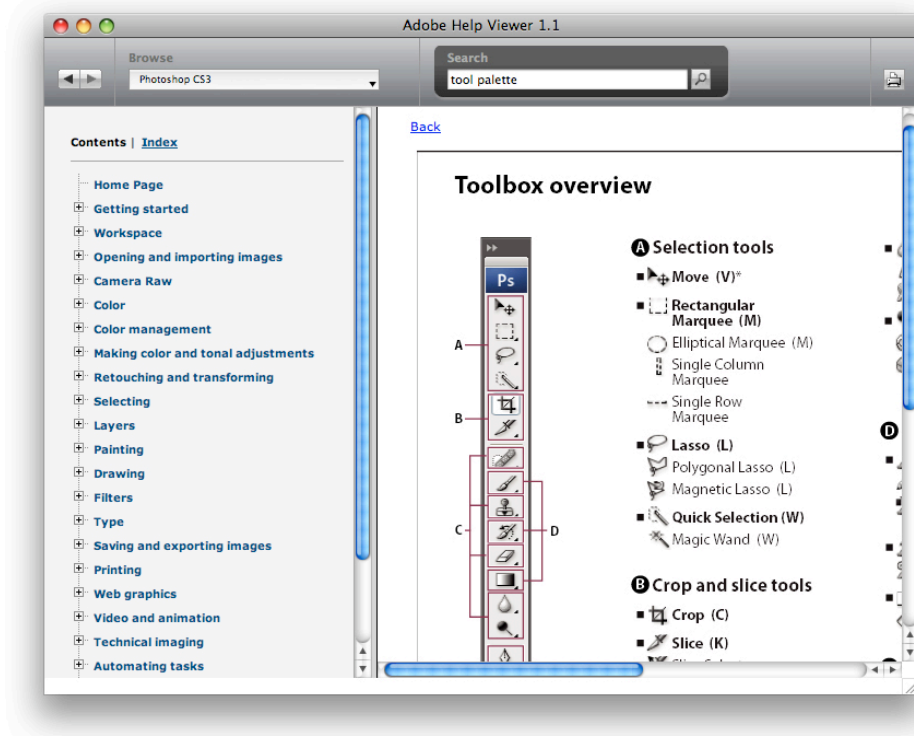 Adobe Help Viewer 1.1
Browse
Photoshop CS3
Search
tool palette
Contents | Index
Home Page
Getting started
Workspace
Opening and importing images
Camera Raw
Color
Color management
Making color and tonal adjustments
Retouching and transforming
Selecting
Layers
Painting
Drawing
Filters
Type
Saving and exporting images
Printing
Web graphics
Video and animation
Technical imaging
Automating tasks
Back
Toolbox overview
Ps
A
B
C
D
A Selection tools
Move (V)*
Rectangular
Marquee (M)
Elliptical Marquee (M)
Single Column
Marquee
Single Row
Marquee
Lasso (L)
Polygonal Lasso (L)
Magnetic Lasso (L)
Quick Selection (W)
Magic Wand (W)
B Crop and slice tools
Crop (C)
Slice (K)
D